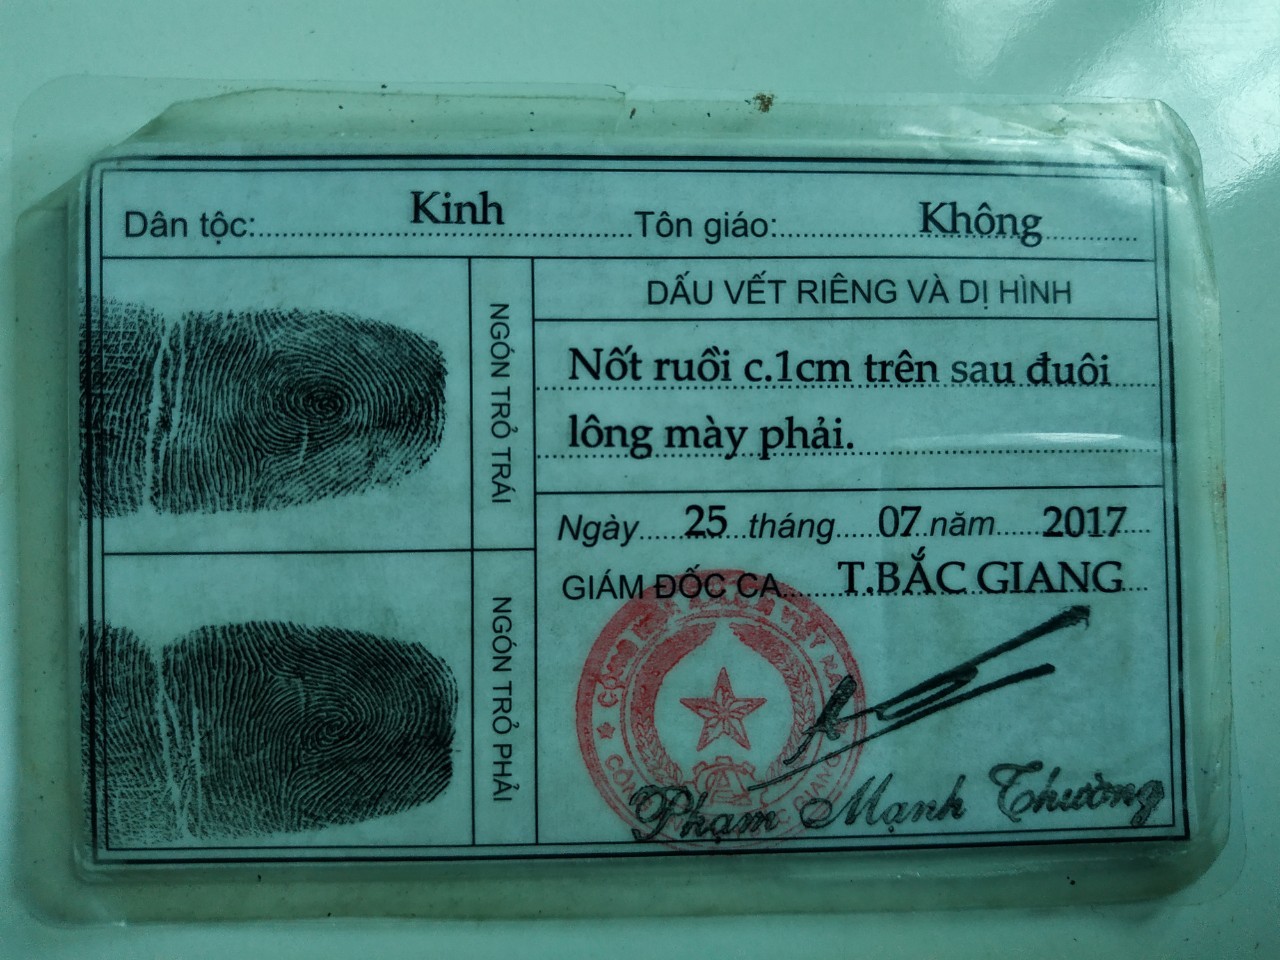 Dân tộc: Kinh Tôn giáo: Không
NGÓN TRỎ TRÁI
NGÓN TRỎ PHẢI
DẤU VẾT RIÊNG VÀ DỊ HÌNH
Nốt ruồi c.1cm trên sau đuôi
lông mày phải.
Ngày 25 tháng 07 năm 2017
GIÁM ĐỐC CA T.BẮC GIANG
Phạm Mạnh Thường